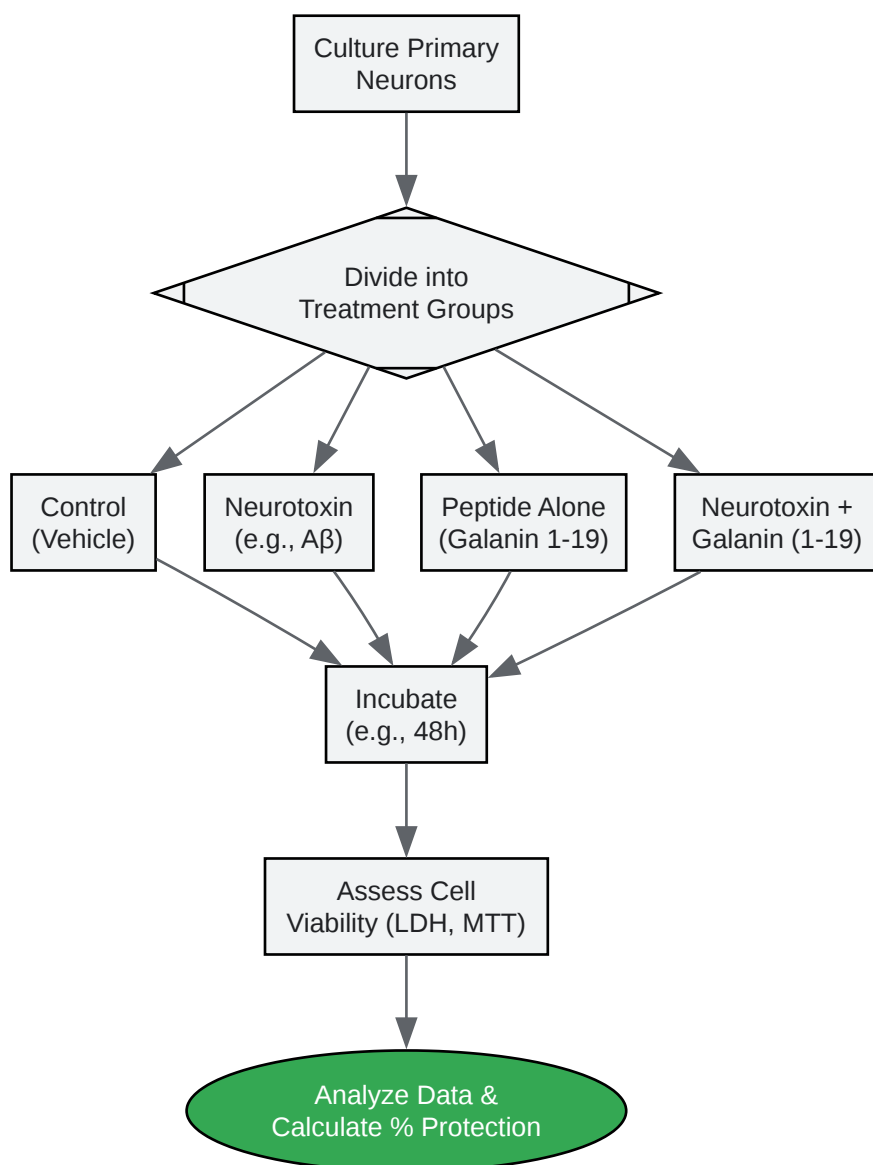 Culture Primary
Neurons
Divide into
Treatment Groups
Control
(Vehicle)
Neurotoxin
(e.g., Aβ)
Peptide Alone
(Galanin 1-19)
Neurotoxin +
Galanin (1-19)
Incubate
(e.g., 48h)
Assess Cell
Viability (LDH, MTT)
Analyze Data &
Calculate % Protection